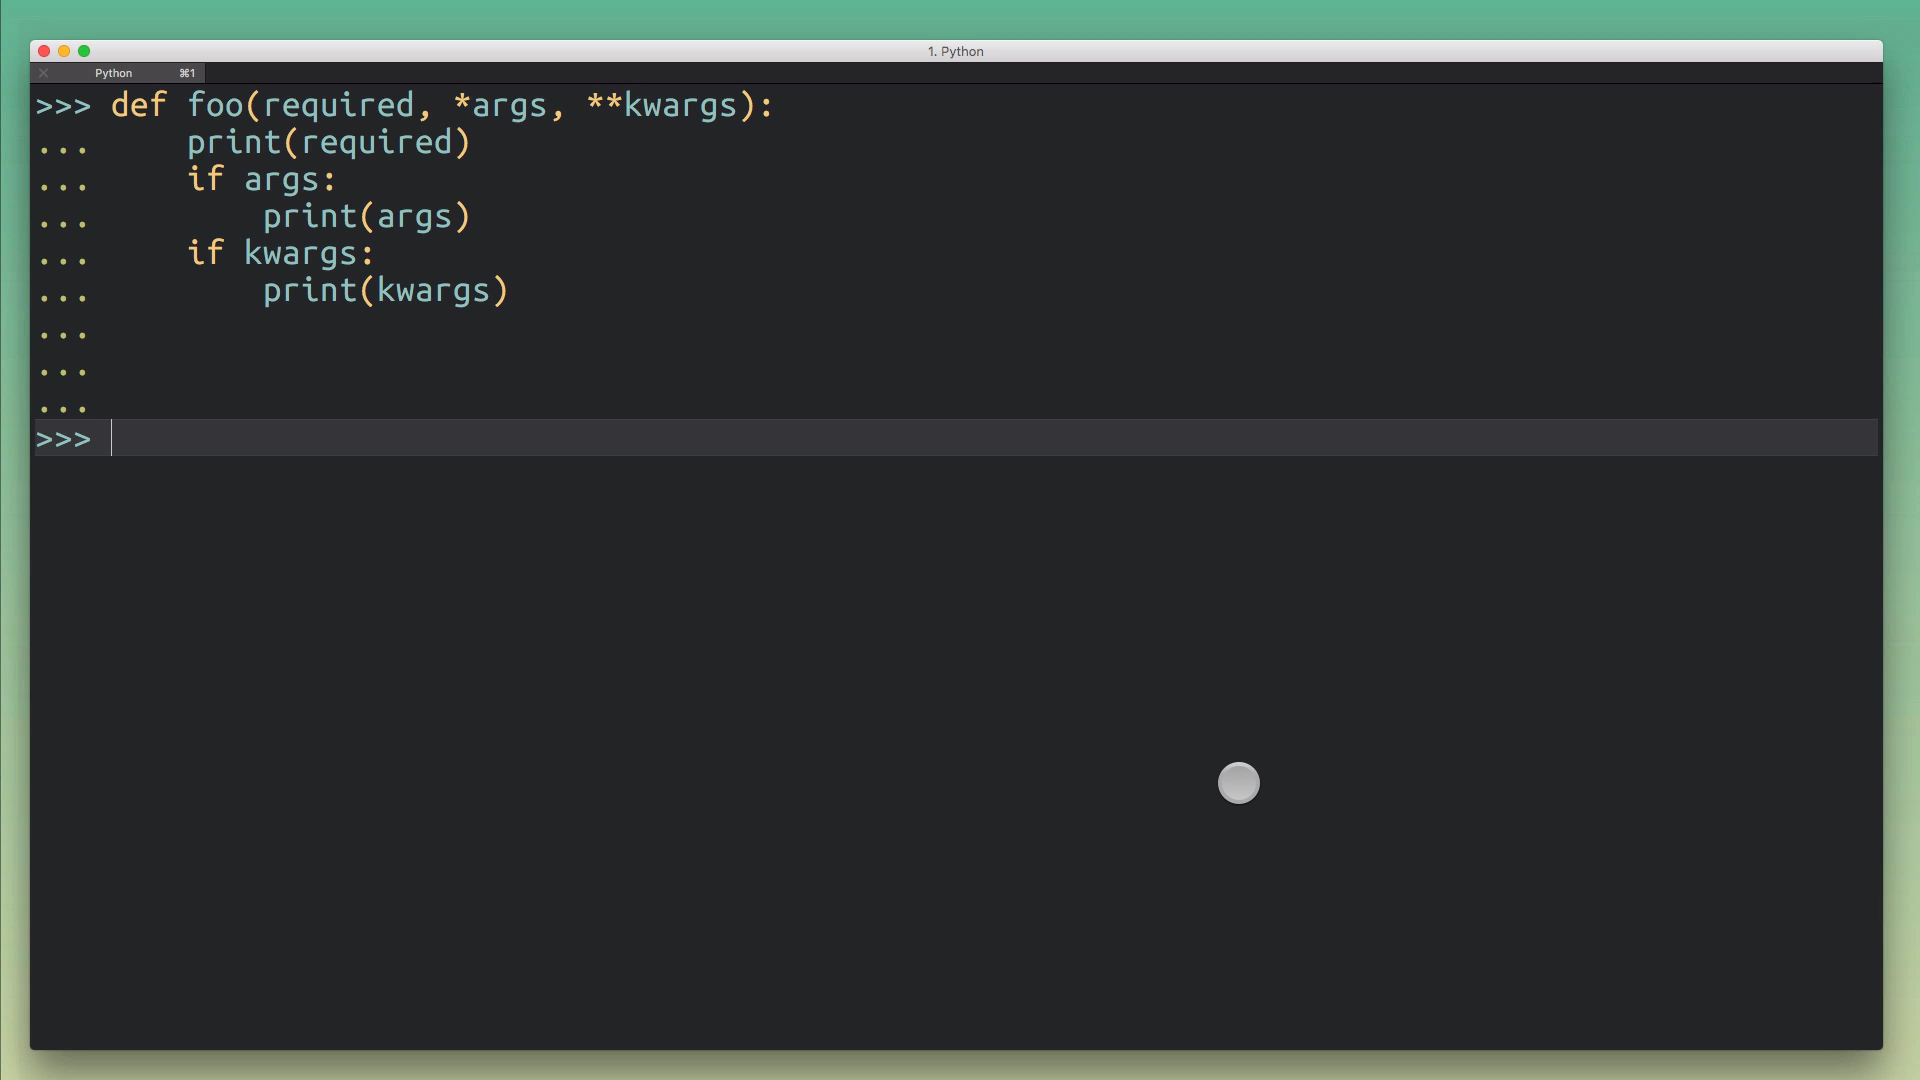 1. Python
Python ⌘1
>>> def foo(required, *args, **kwargs):
...     print(required)
...     if args:
...         print(args)
...     if kwargs:
...         print(kwargs)
...
...
...
>>>